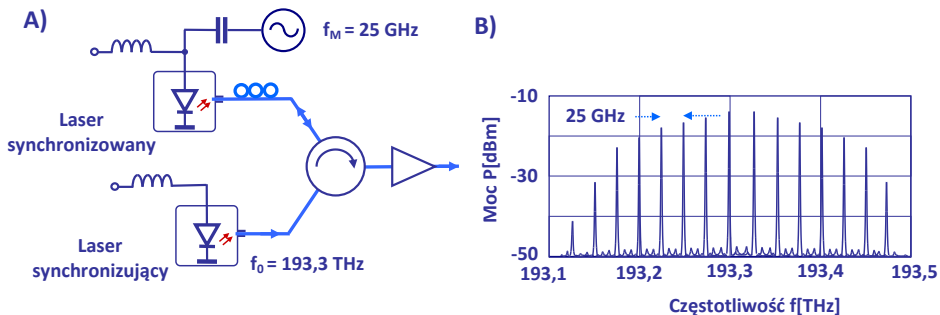 A)
f_M = 25 GHz
Laser
synchronizowany
Laser
synchronizujący
f_0 = 193,3 THz
B)
Moc P[dBm]
-10
-30
-50
25 GHz
193,1
193,2
193,3
193,4
193,5
Częstotliwość f[THz]